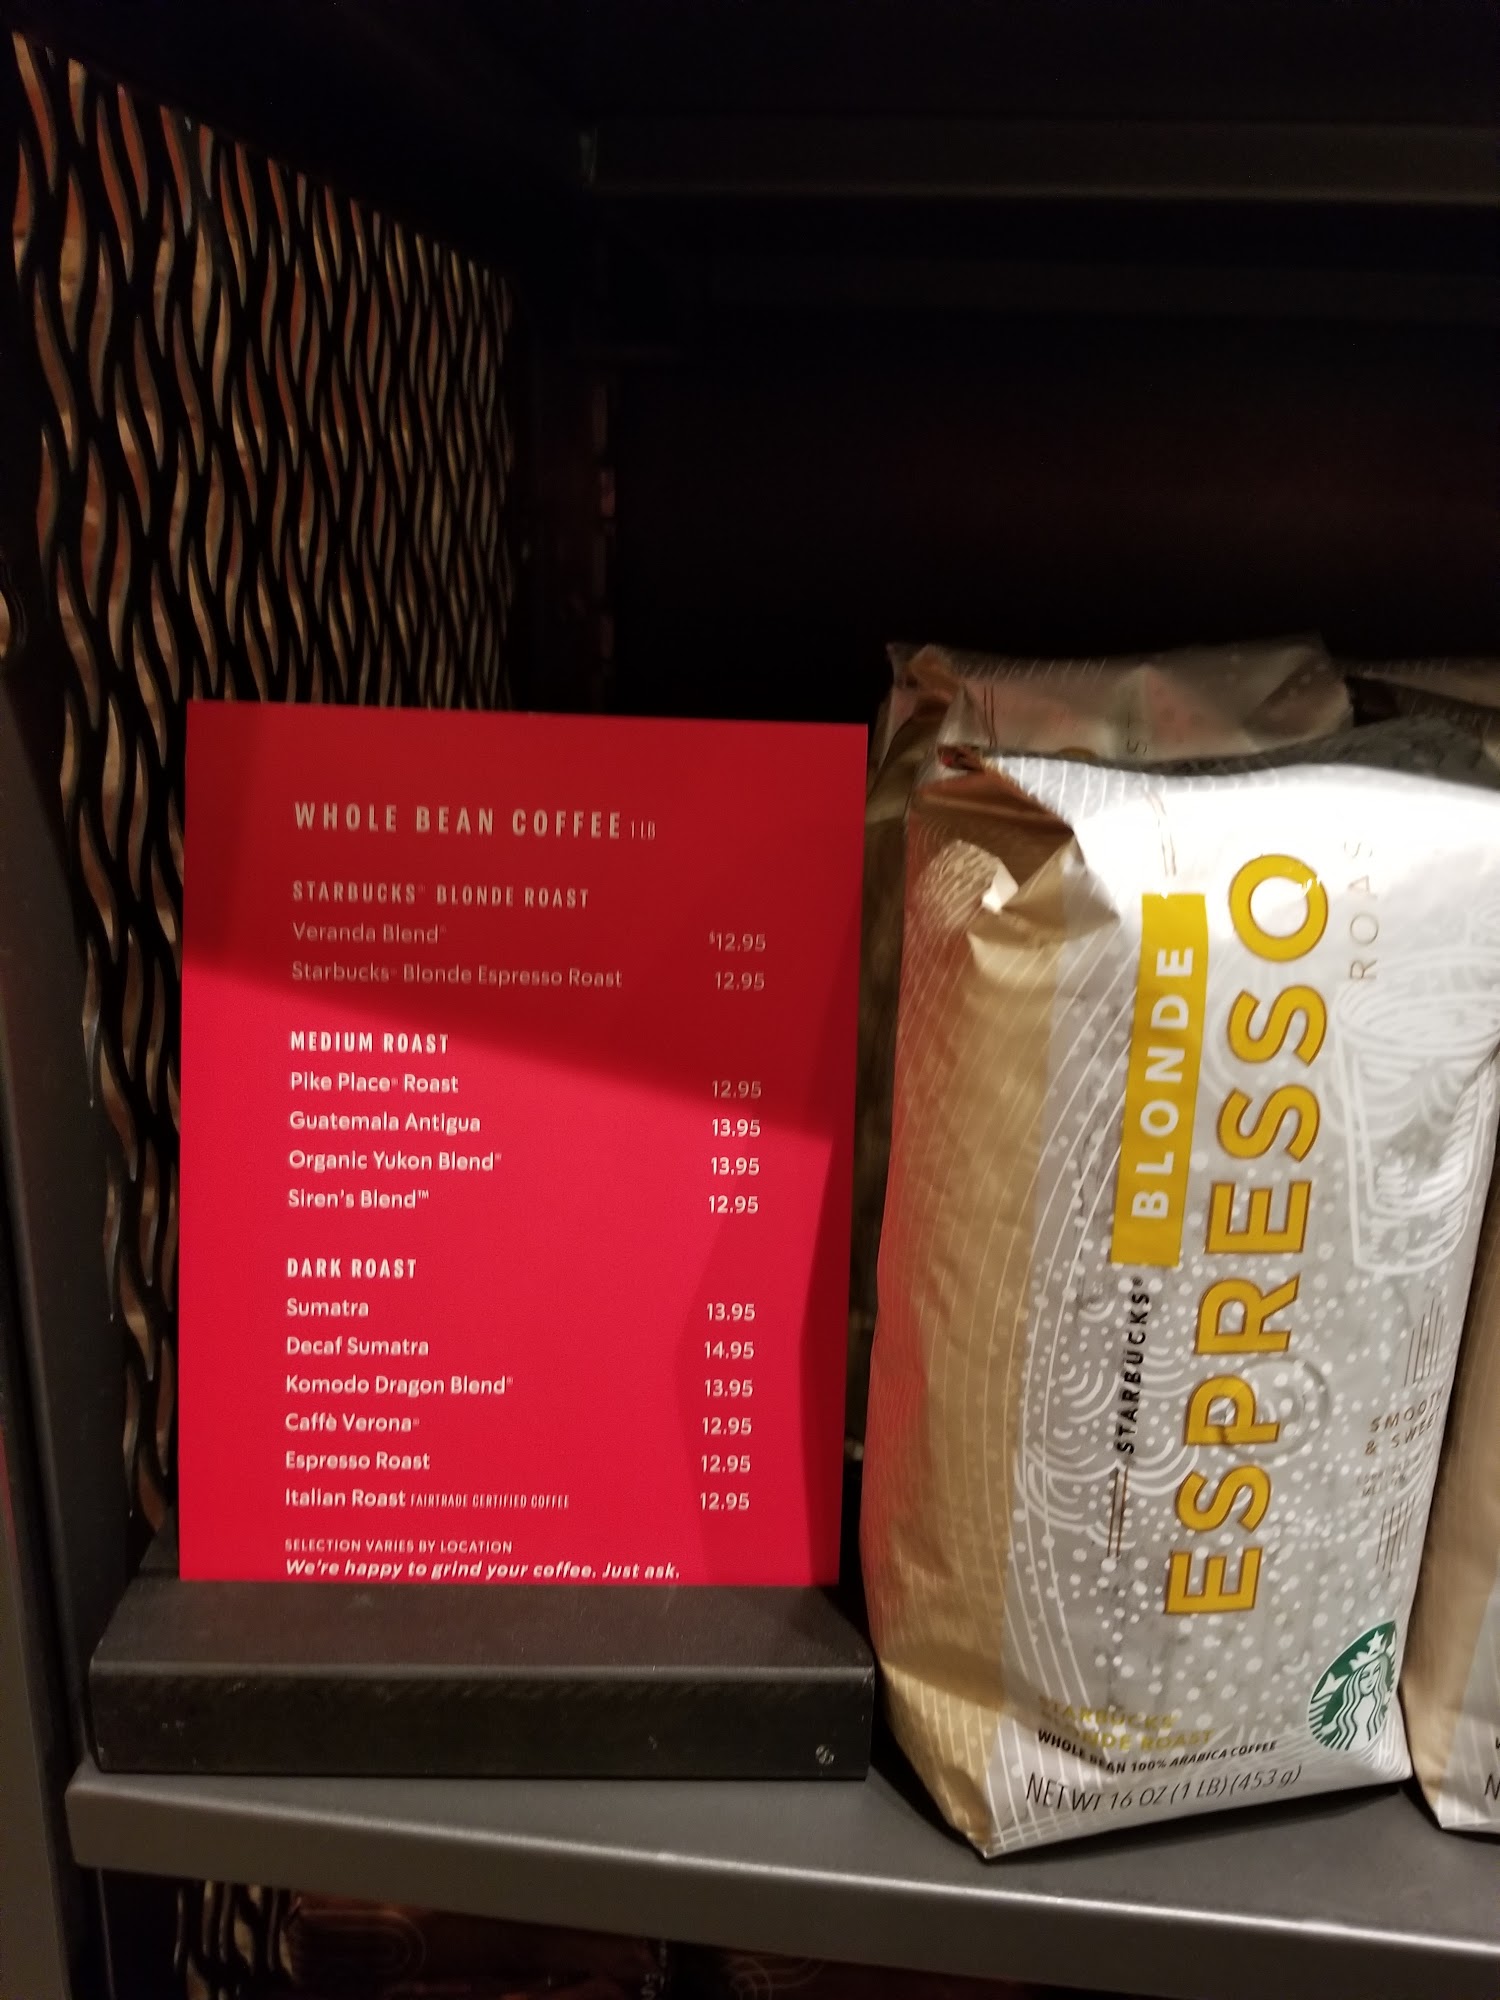 WHOLE BEAN COFFEE 1 LB
STARBUCKS® BLONDE ROAST
Veranda Blend® $12.95
Starbucks® Blonde Espresso Roast 12.95
MEDIUM ROAST
Pike Place® Roast 12.95
Guatemala Antigua 13.95
Organic Yukon Blend® 13.95
Siren's Blend™ 12.95
DARK ROAST
Sumatra 13.95
Decaf Sumatra 14.95
Komodo Dragon Blend® 13.95
Caffè Verona® 12.95
Espresso Roast 12.95
Italian Roast FAIRTRADE CERTIFIED COFFEE 12.95
SELECTION VARIES BY LOCATION
We're happy to grind your coffee. Just ask.
STARBUCKS® BLONDE
ESPRESSO
ROAST
SMOOTH
& SWEET
STARBUCKS®
BLONDE ROAST
WHOLE BEAN 100% ARABICA COFFEE
NET WT 16 OZ (1 LB) (453 g)